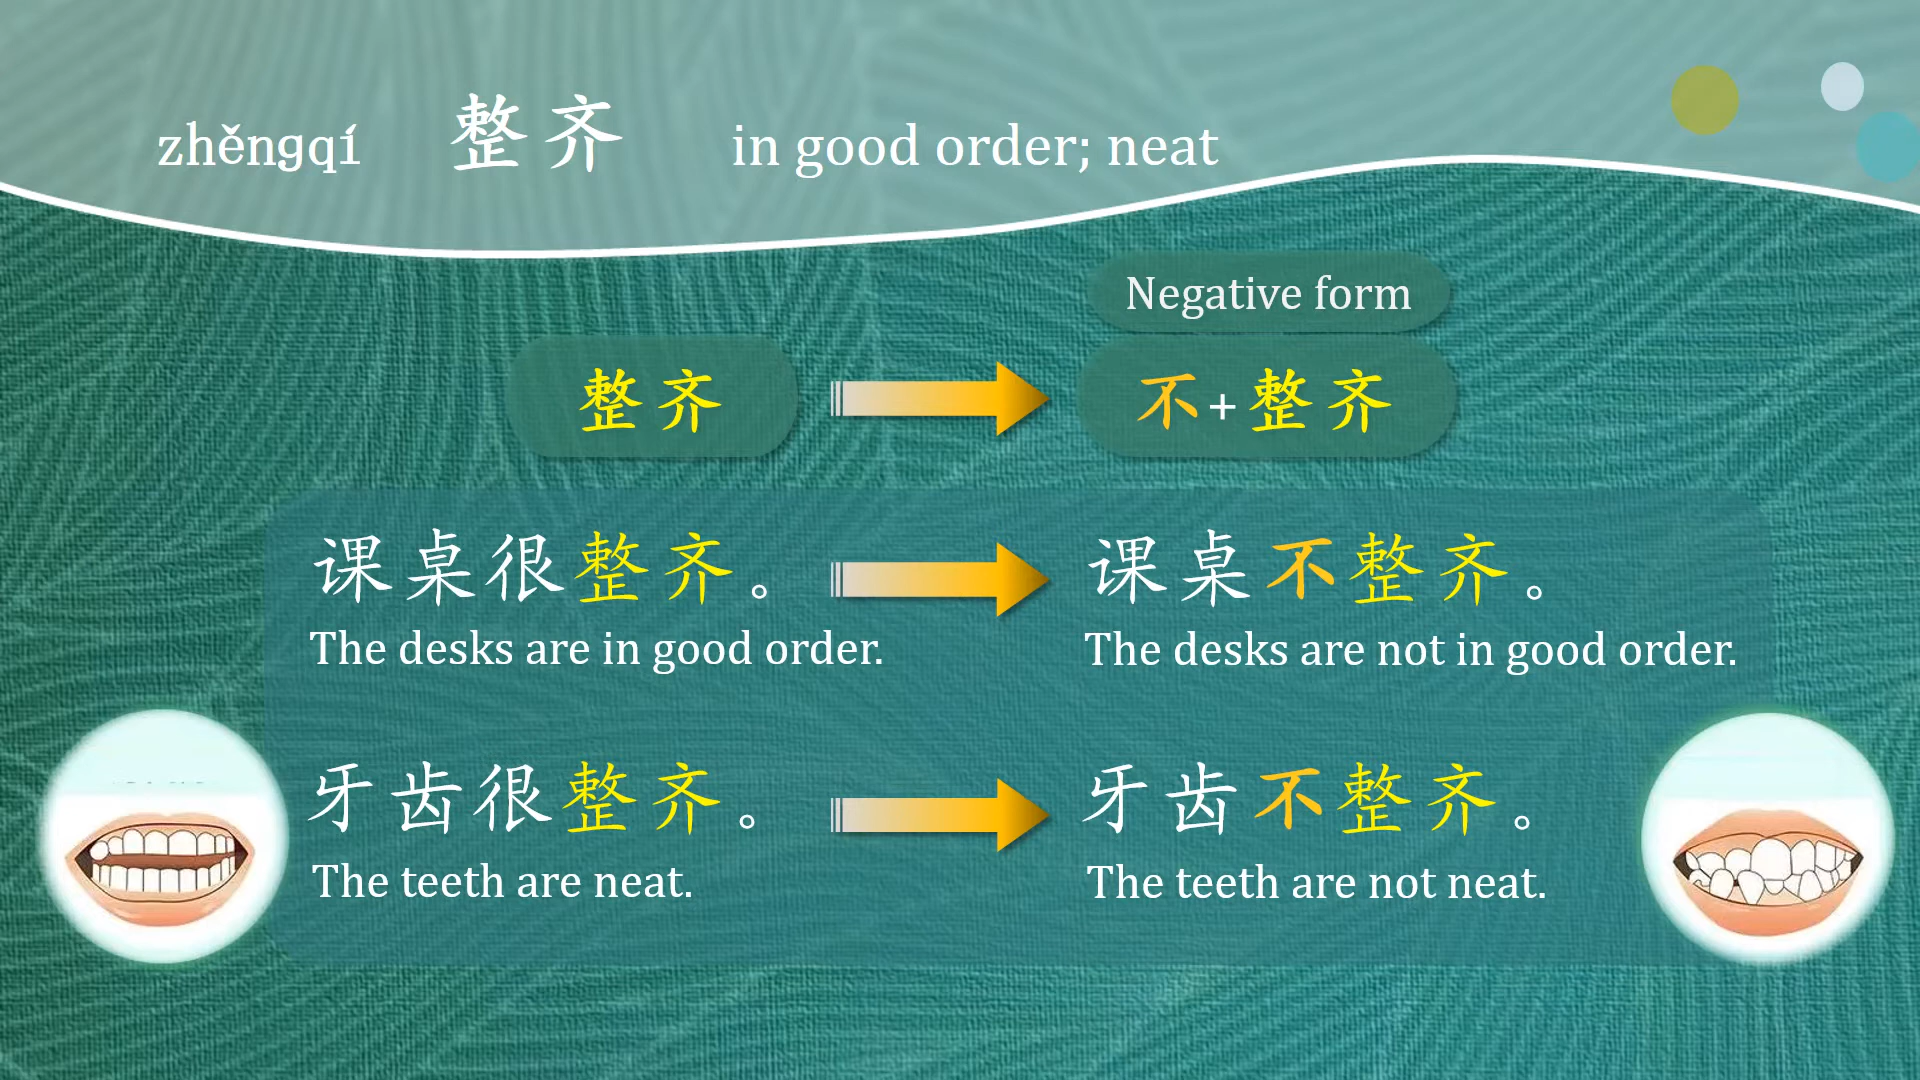 zhěngqí 整齐 in good order; neat
Negative form
整齐 不+整齐
课桌很整齐。 课桌不整齐。
The desks are in good order. The desks are not in good order.
牙齿很整齐。 牙齿不整齐。
The teeth are neat. The teeth are not neat.